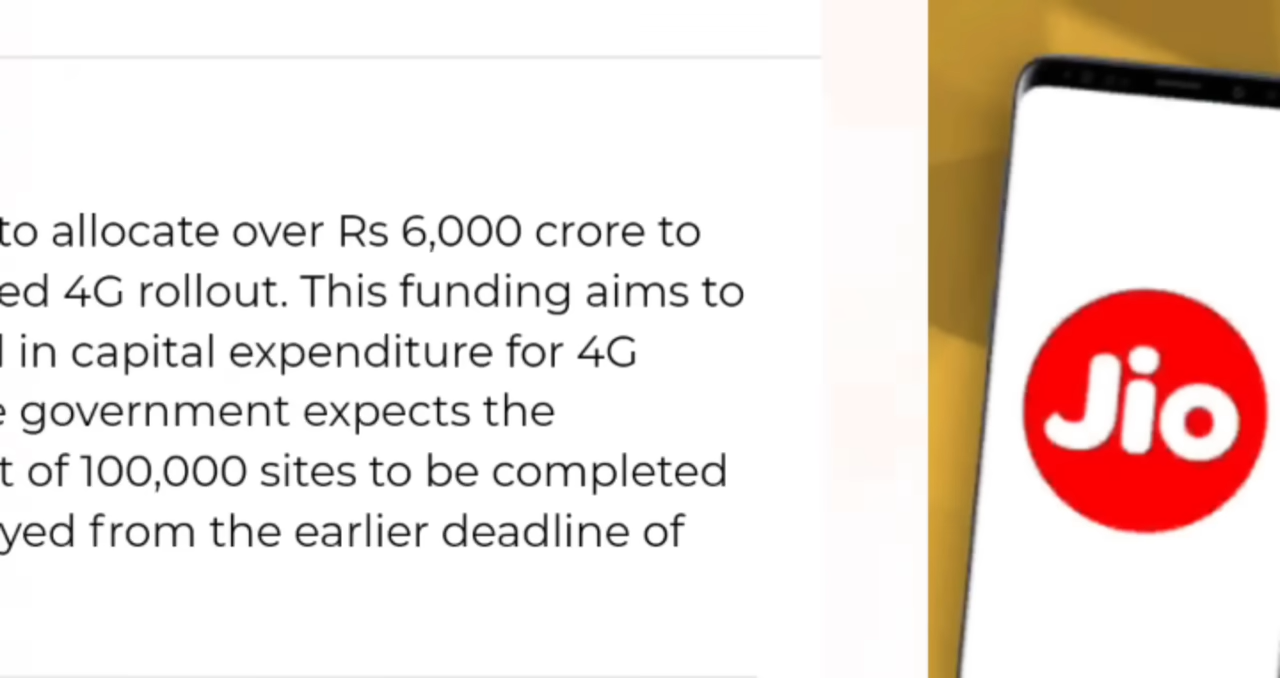 to allocate over Rs 6,000 crore to
ed 4G rollout. This funding aims to
in capital expenditure for 4G
government expects the
t of 100,000 sites to be completed
yed from the earlier deadline of
Jio